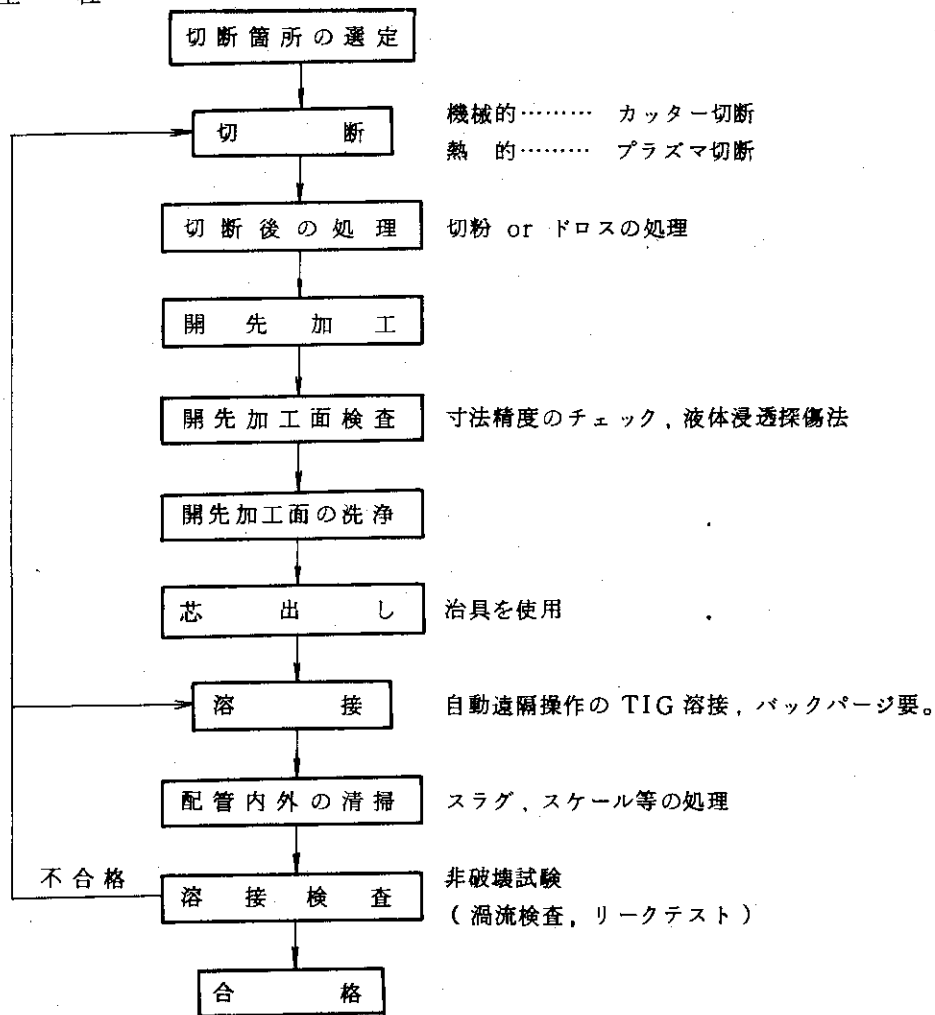 切断箇所の選定
切断
機械的……… カッター切断
熱的……… プラズマ切断
切断後の処理
切粉 or ドロスの処理
開先加工
開先加工面検査
寸法精度のチェック，液体浸透探傷法
開先加工面の洗浄
芯出し
治具を使用
溶接
自動遠隔操作の TIG 溶接，バックパージ要。
配管内外の清掃
スラグ，スケール等の処理
不合格
溶接検査
非破壊試験
（渦流検査，リークテスト）
合格